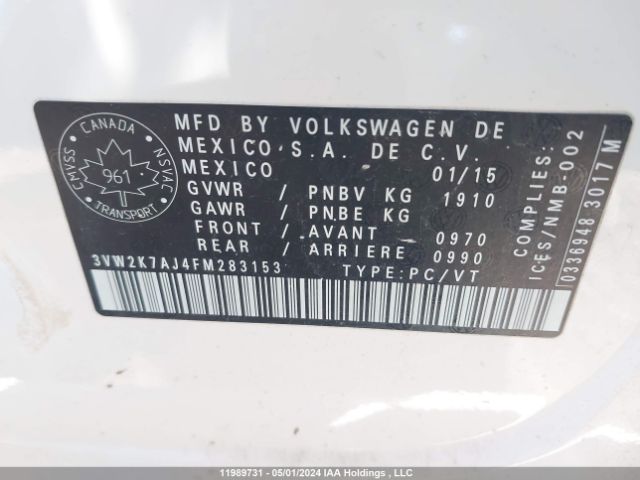 CANADA
CMVSS
NSVAC
961
TRANSPORT
MFD BY VOLKSWAGEN DE
MEXICO S.A. DE C.V.
MEXICO 01/15
GVWR / PNBV KG 1910
GAWR / PNBE KG
FRONT / AVANT 0970
REAR / ARRIERE 0990
3VW2K7AJ4FM283153 TYPE:PC/VT
COMPLIES:
ICES/NMB-002
0336948 3017 M
11989731 - 05/01/2024 IAA Holdings , LLC